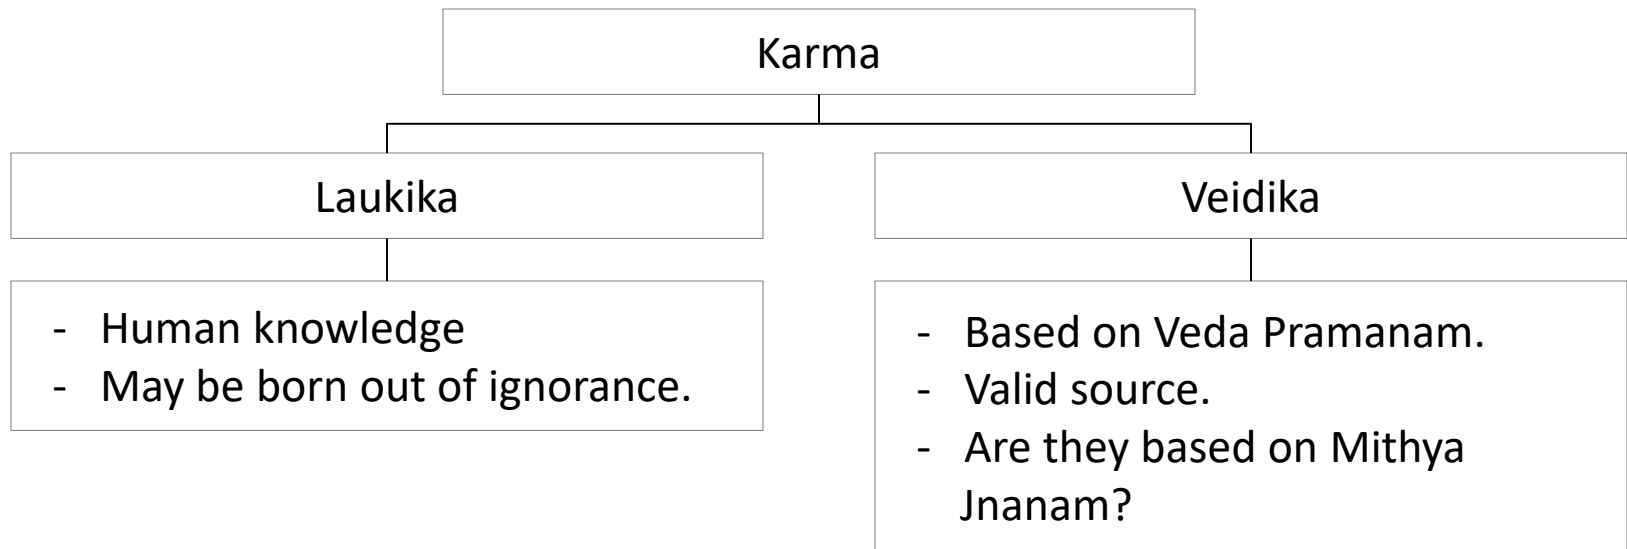 Karma
Laukika
Veidika
- Human knowledge
- May be born out of ignorance.
- Based on Veda Pramanam.
- Valid source.
- Are they based on Mithya
Jnanam?